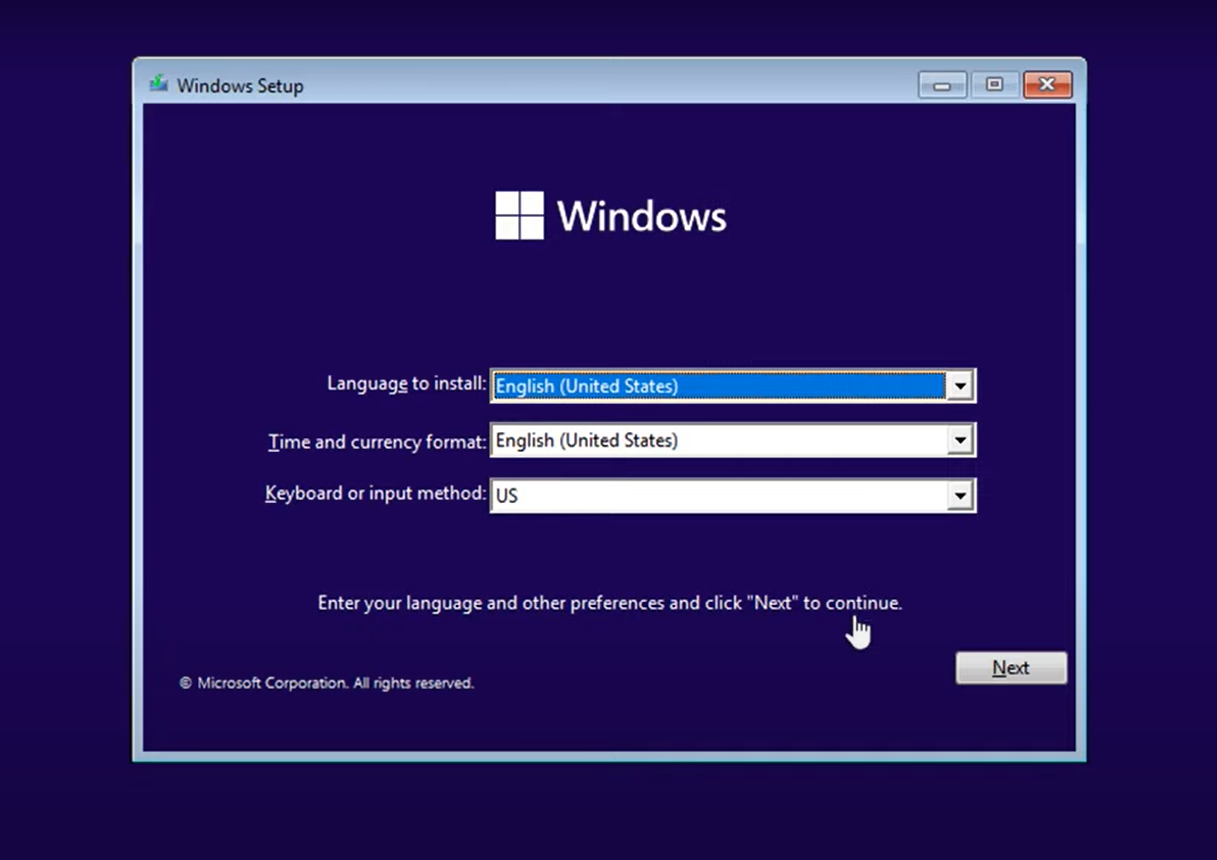 Windows Setup
Windows
Language to install: English (United States)
Time and currency format: English (United States)
Keyboard or input method: US
Enter your language and other preferences and click "Next" to continue.
Next
© Microsoft Corporation. All rights reserved.